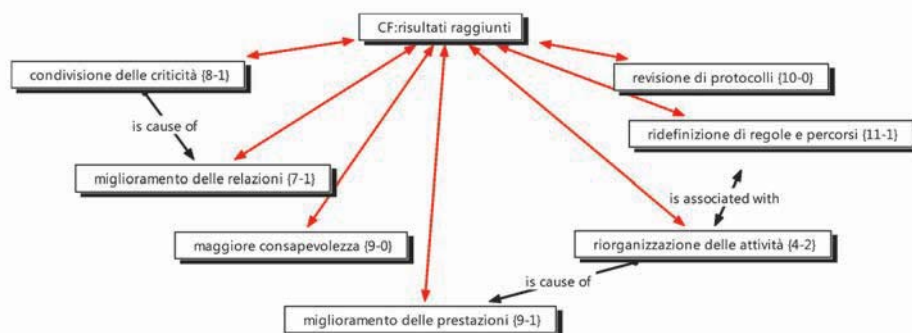 CF:risultati raggiunti
condivisione delle criticità {8-1}
revisione di protocolli {10-0}
is cause of
ridefinizione di regole e percorsi {11-1}
miglioramento delle relazioni {7-1}
is associated with
maggiore consapevolezza {9-0}
riorganizzazione delle attività {4-2}
is cause of
miglioramento delle prestazioni {9-1}